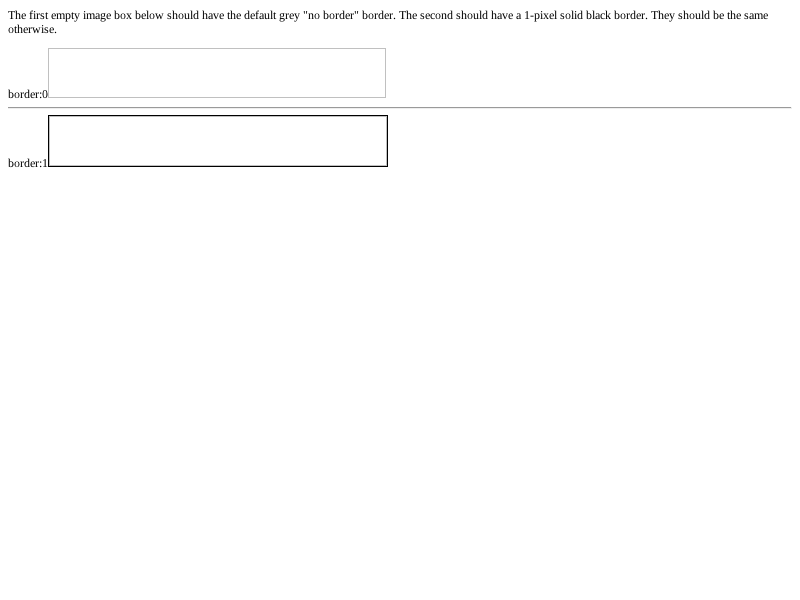 The first empty image box below should have the default grey "no border" border. The second should have a 1-pixel solid black border. They should be the same
otherwise.
border:0
border:1